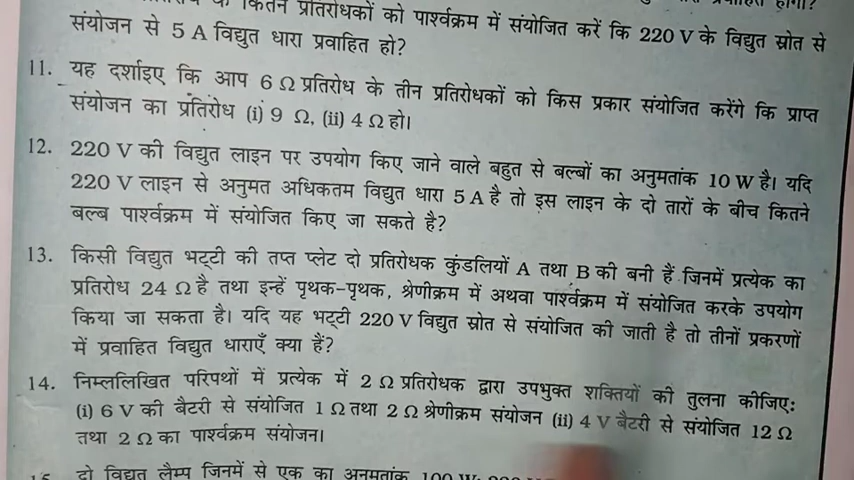 कितने प्रतिरोधकों को पार्श्वक्रम में संयोजित करें कि 220 V के विद्युत स्रोत से
संयोजन से 5 A विद्युत धारा प्रवाहित हो?
11. यह दर्शाइए कि आप 6 Ω प्रतिरोध के तीन प्रतिरोधकों को किस प्रकार संयोजित करेंगे कि प्राप्त
संयोजन का प्रतिरोध (i) 9 Ω, (ii) 4 Ω हो।
12. 220 V की विद्युत लाइन पर उपयोग किए जाने वाले बहुत से बल्बों का अनुमतांक 10 W है। यदि
220 V लाइन से अनुमत अधिकतम विद्युत धारा 5 A है तो इस लाइन के दो तारों के बीच कितने
बल्ब पार्श्वक्रम में संयोजित किए जा सकते है?
13. किसी विद्युत भट्टी की तप्त प्लेट दो प्रतिरोधक कुंडलियों A तथा B की बनी हैं जिनमें प्रत्येक का
प्रतिरोध 24 Ω है तथा इन्हें पृथक-पृथक, श्रेणीक्रम में अथवा पार्श्वक्रम में संयोजित करके उपयोग
किया जा सकता है। यदि यह भट्टी 220 V विद्युत स्रोत से संयोजित की जाती है तो तीनों प्रकरणों
में प्रवाहित विद्युत धाराएँ क्या हैं?
14. निम्नलिखित परिपथों में प्रत्येक में 2 Ω प्रतिरोधक द्वारा उपभुक्त शक्तियों की तुलना कीजिए:
(i) 6 V की बैटरी से संयोजित 1 Ω तथा 2 Ω श्रेणीक्रम संयोजन (ii) 4 V बैटरी से संयोजित 12 Ω
तथा 2 Ω का पार्श्वक्रम संयोजन।
दो विद्युत लैम्प जिनमें से एक का अनुमतांक 100 W;